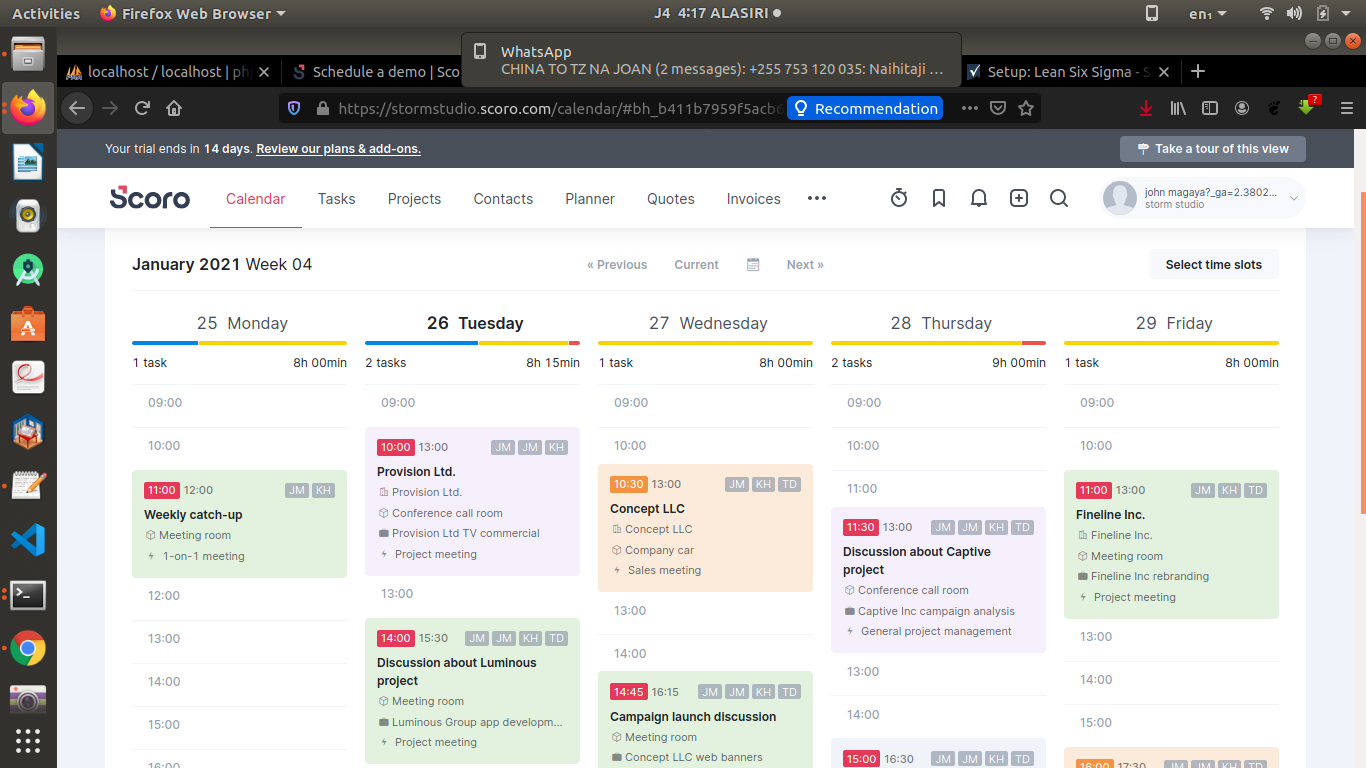 Activities
Firefox Web Browser
J4 4:17 ALASIRI
en₁
WhatsApp
CHINA TO TZ NA JOAN (2 messages): +255 753 120 035: Naihitaji …
localhost / localhost | ph
Schedule a demo | Sco
Setup: Lean Six Sigma - S
https://stormstudio.scoro.com/calendar/#bh_b411b7959f5acb6
Recommendation
?
Your trial ends in 14 days. Review our plans & add-ons.
Take a tour of this view
Scoro
Calendar
Tasks
Projects
Contacts
Planner
Quotes
Invoices
john magaya?_ga=2.3802...
storm studio
January 2021 Week 04
« Previous
Current
Next »
Select time slots
25 Monday
1 task
8h 00min
09:00
10:00
11:00 12:00 JM KH
Weekly catch-up
Meeting room
1-on-1 meeting
12:00
13:00
14:00
15:00
16:00
26 Tuesday
2 tasks
8h 15min
09:00
10:00 13:00 JM JM KH
Provision Ltd.
Provision Ltd.
Conference call room
Provision Ltd TV commercial
Project meeting
13:00
14:00 15:30 JM JM KH TD
Discussion about Luminous
project
Meeting room
Luminous Group app developm...
Project meeting
27 Wednesday
1 task
8h 00min
09:00
10:00
10:30 13:00 JM KH TD
Concept LLC
Concept LLC
Company car
Sales meeting
13:00
14:00
14:45 16:15 JM JM KH TD
Campaign launch discussion
Meeting room
Concept LLC web banners
28 Thursday
2 tasks
9h 00min
09:00
10:00
11:00
11:30 13:00 JM JM KH TD
Discussion about Captive
project
Conference call room
Captive Inc campaign analysis
General project management
13:00
14:00
15:00 16:30 JM JM KH TD
29 Friday
1 task
8h 00min
09:00
10:00
11:00 13:00 JM KH TD
Fineline Inc.
Fineline Inc.
Meeting room
Fineline Inc rebranding
Project meeting
13:00
14:00
15:00
16:00 17:30 JM JM KH TD